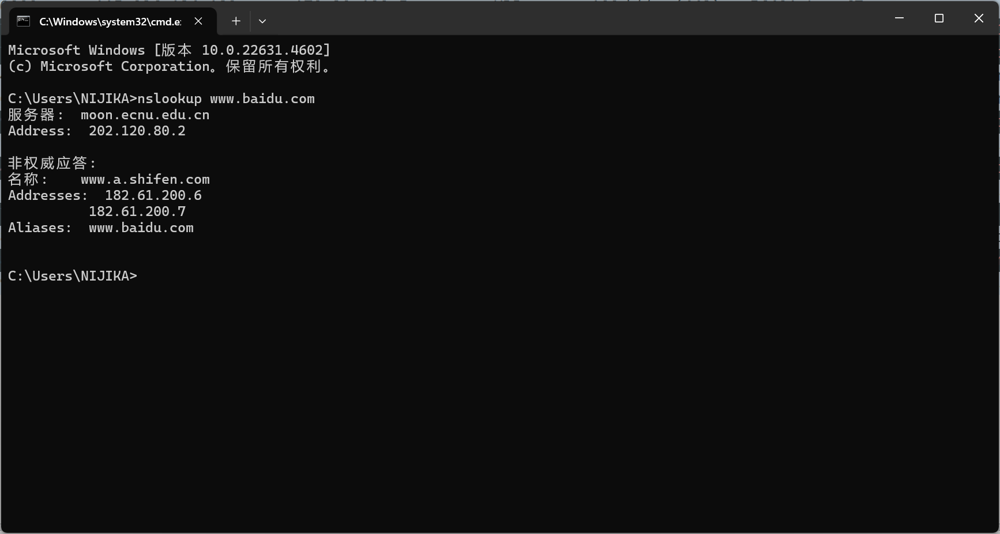 C:\Windows\system32\cmd.e
Microsoft Windows [版本 10.0.22631.4602]
(c) Microsoft Corporation。保留所有权利。
C:\Users\NIJIKA>nslookup www.baidu.com
服务器:  moon.ecnu.edu.cn
Address:  202.120.80.2
非权威应答:
名称:    www.a.shifen.com
Addresses:  182.61.200.6
          182.61.200.7
Aliases:  www.baidu.com
C:\Users\NIJIKA>